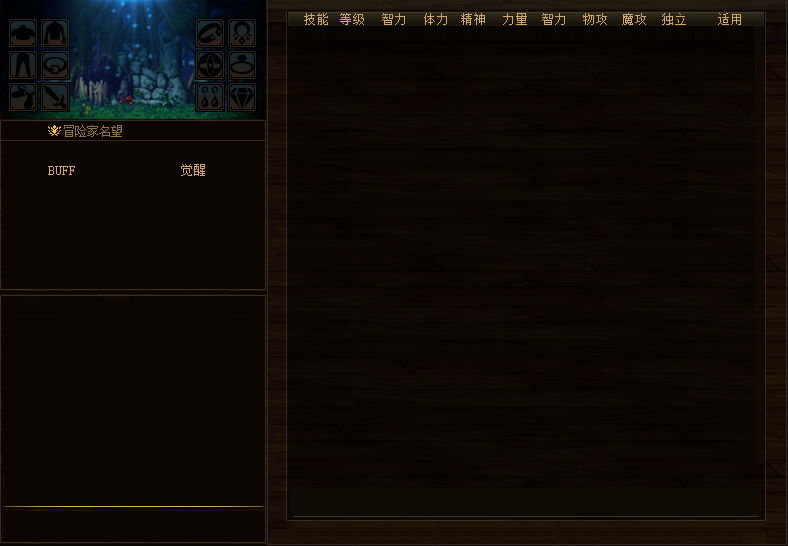 技能 等级 智力 体力 精神 力量 智力 物攻 魔攻 独立 适用
冒险家名望
BUFF 觉醒